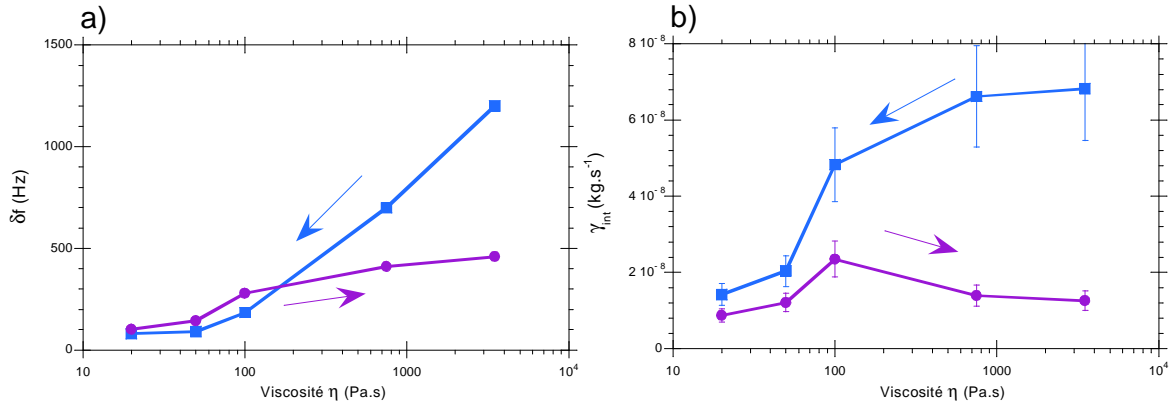 a)
1500
1000
500
0
δf (Hz)
10 100 1000 10⁴
Viscosité η (Pa.s)
b)
8 10⁻⁸
6 10⁻⁸
4 10⁻⁸
2 10⁻⁸
0
γint (kg.s⁻¹)
10 100 1000 10⁴
Viscosité η (Pa.s)